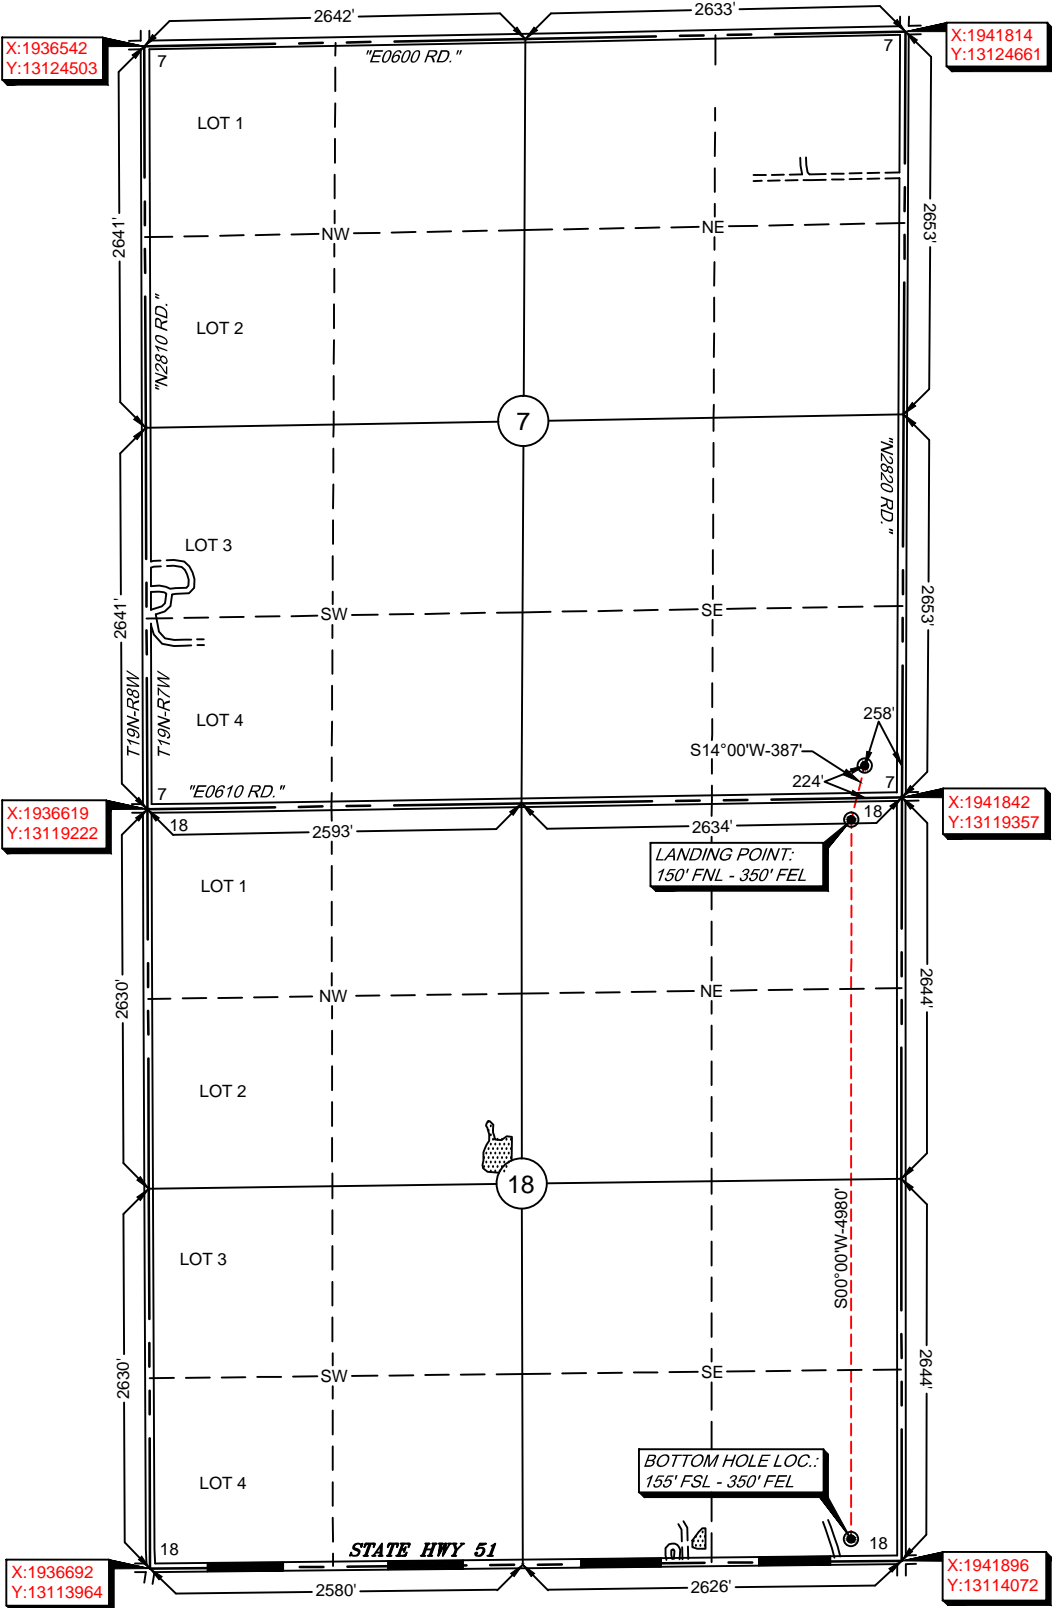 2642'
2633'
X:1936542
Y:13124503
X:1941814
Y:13124661
7
"E0600 RD."
7
LOT 1
2641'
NW
NE
2653'
"N2810 RD."
LOT 2
7
"N2820 RD."
LOT 3
2641'
SW
SE
2653'
T19N-R8W
T19N-R7W
LOT 4
258'
S14°00'W-387'
224'
7
"E0610 RD."
7
X:1936619
Y:13119222
X:1941842
Y:13119357
18
2593'
2634'
18
LANDING POINT:
150' FNL - 350' FEL
LOT 1
2630'
NW
NE
2644'
LOT 2
18
S00°00'W-4980'
LOT 3
2630'
SW
SE
2644'
BOTTOM HOLE LOC.:
155' FSL - 350' FEL
LOT 4
18
STATE HWY 51
18
X:1936692
Y:13113964
X:1941896
Y:13114072
2580'
2626'